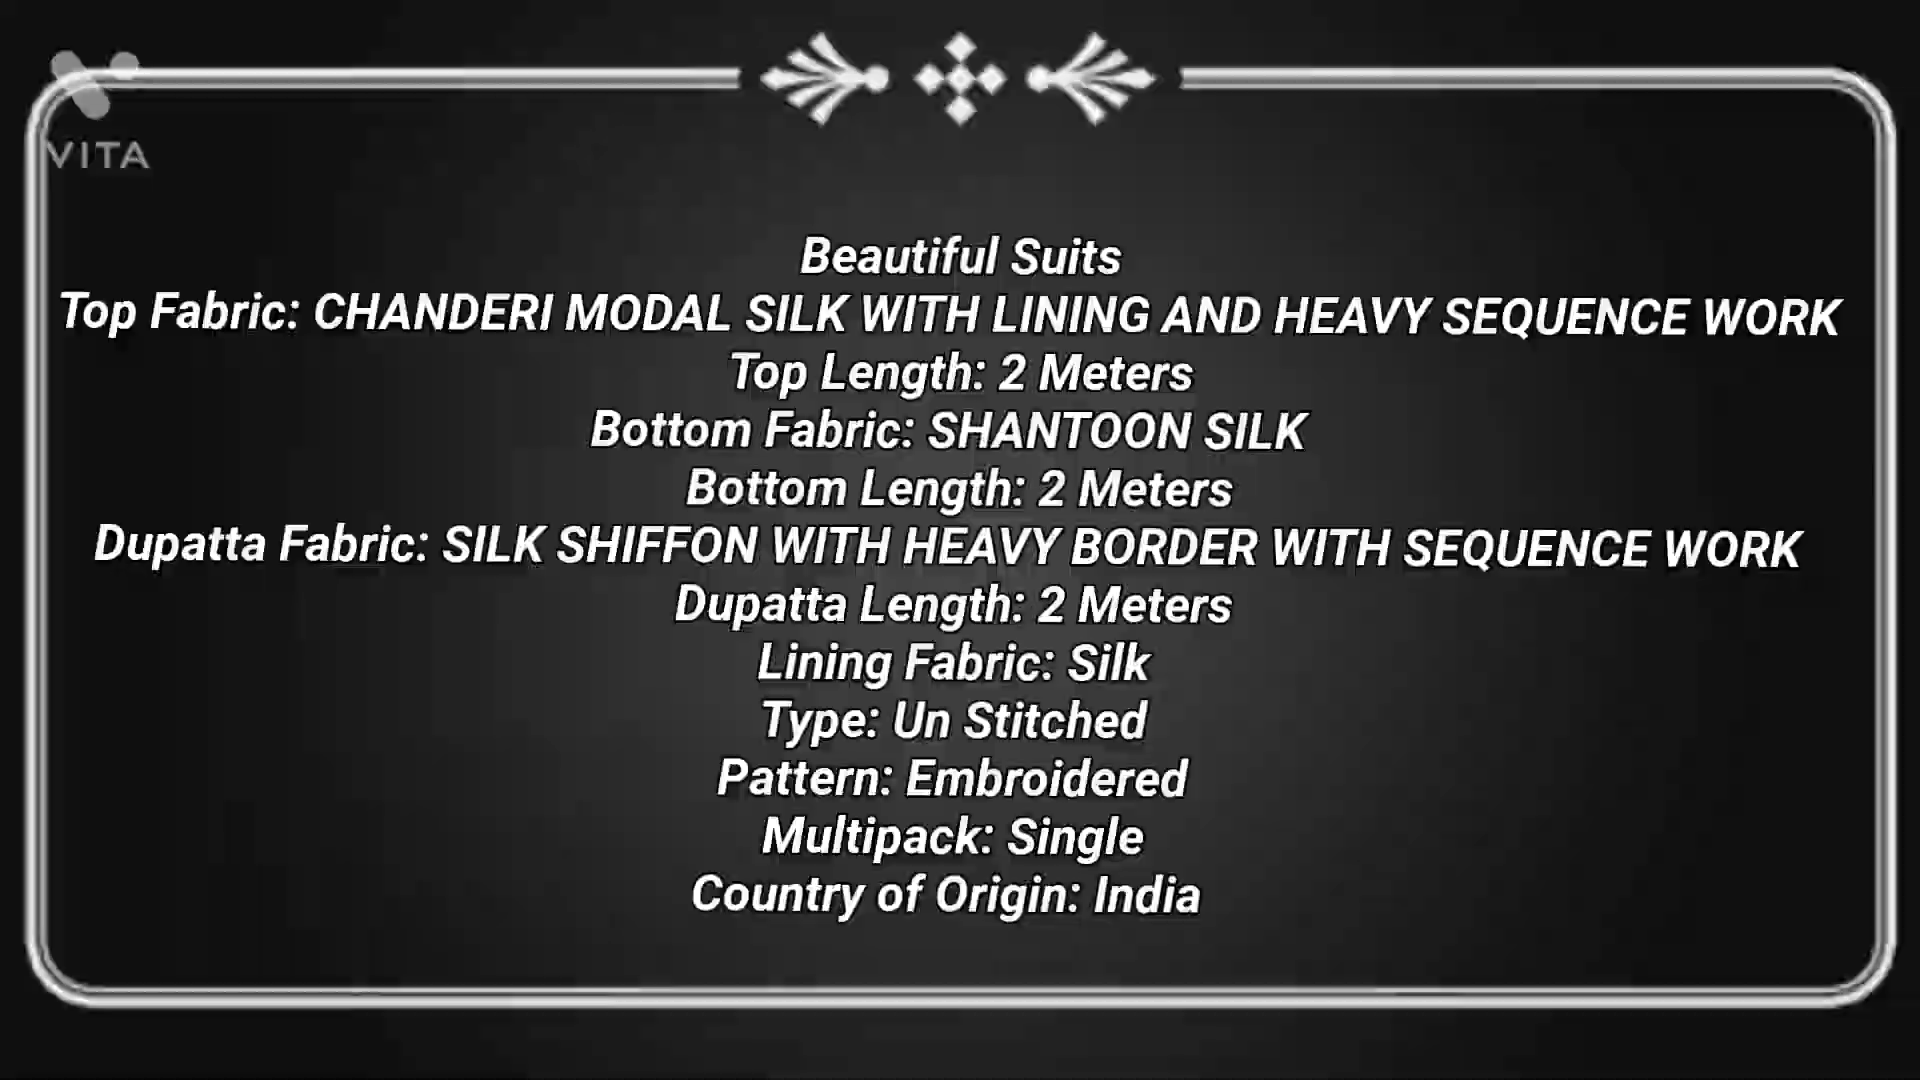 VITA
Beautiful Suits
Top Fabric: CHANDERI MODAL SILK WITH LINING AND HEAVY SEQUENCE WORK
Top Length: 2 Meters
Bottom Fabric: SHANTOON SILK
Bottom Length: 2 Meters
Dupatta Fabric: SILK SHIFFON WITH HEAVY BORDER WITH SEQUENCE WORK
Dupatta Length: 2 Meters
Lining Fabric: Silk
Type: Un Stitched
Pattern: Embroidered
Multipack: Single
Country of Origin: India